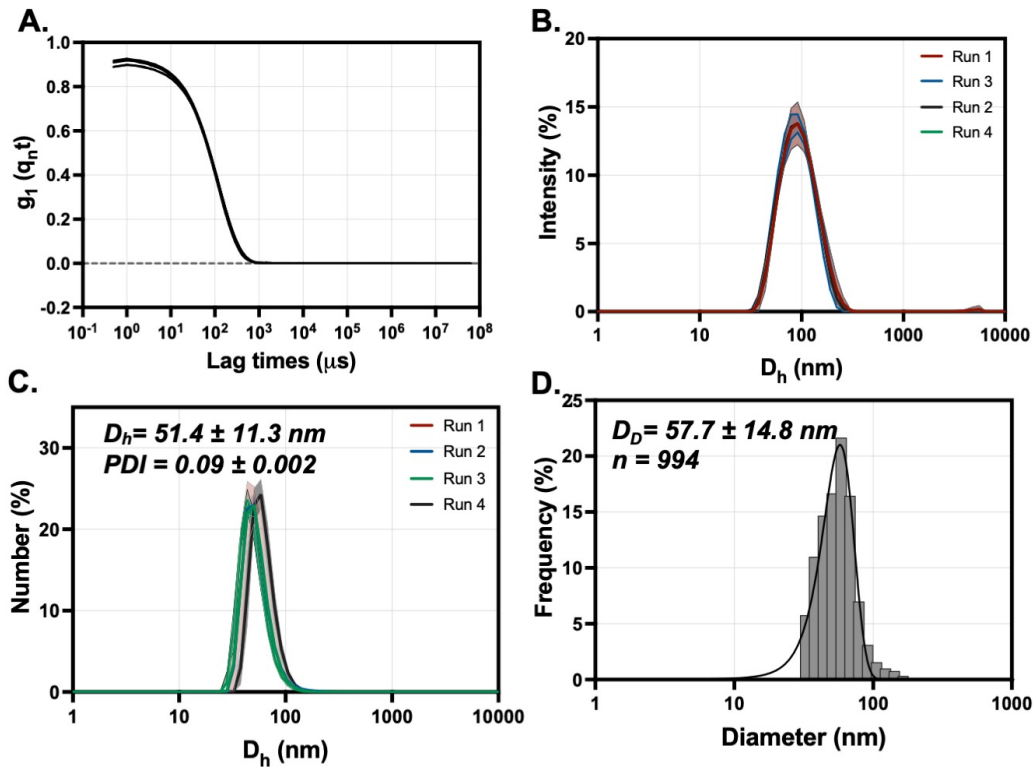 A.
1.0
0.8
0.6
0.4
0.2
0.0
-0.2
g₁ (qₙt)
10⁻¹ 10⁰ 10¹ 10² 10³ 10⁴ 10⁵ 10⁶ 10⁷ 10⁸
Lag times (μs)
B.
20
15
10
5
0
Intensity (%)
Run 1
Run 3
Run 2
Run 4
1 10 100 1000 10000
Dₕ (nm)
C.
30
20
10
0
Number (%)
Dₕ= 51.4 ± 11.3 nm
PDI = 0.09 ± 0.002
Run 1
Run 2
Run 3
Run 4
1 10 100 1000 10000
Dₕ (nm)
D.
25
20
15
10
5
0
Frequency (%)
D_D= 57.7 ± 14.8 nm
n = 994
1 10 100 1000
Diameter (nm)